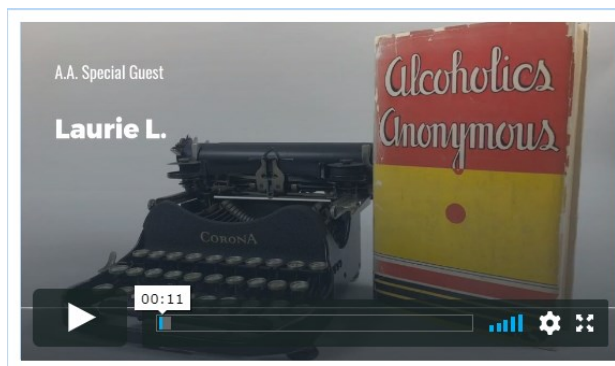 A.A. Special Guest
Laurie L.
Alcoholics
Anonymous
CORONA
00:11